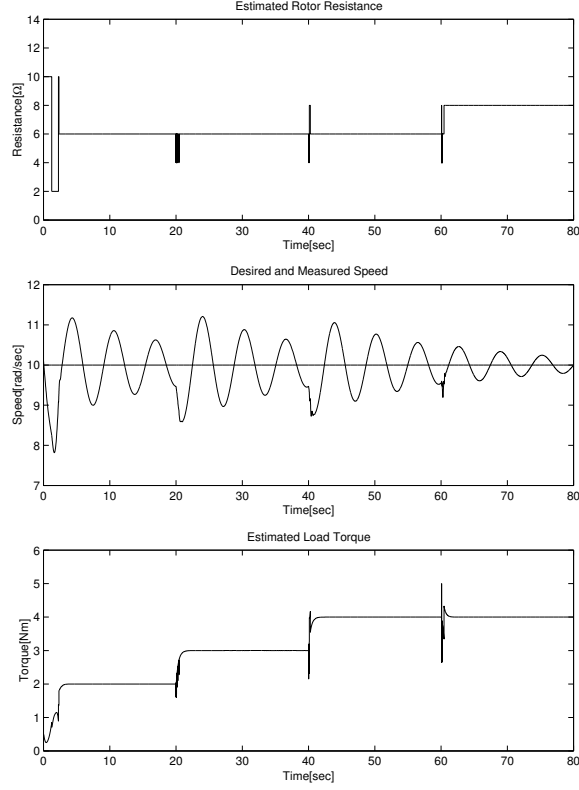 Estimated Rotor Resistance
14
12
10
8
6
4
2
0
Resistance[Ω]
0 10 20 30 40 50 60 70 80
Time[sec]
Desired and Measured Speed
12
11
10
9
8
7
Speed[rad/sec]
0 10 20 30 40 50 60 70 80
Time[sec]
Estimated Load Torque
6
5
4
3
2
1
0
Torque[Nm]
0 10 20 30 40 50 60 70 80
Time[sec]